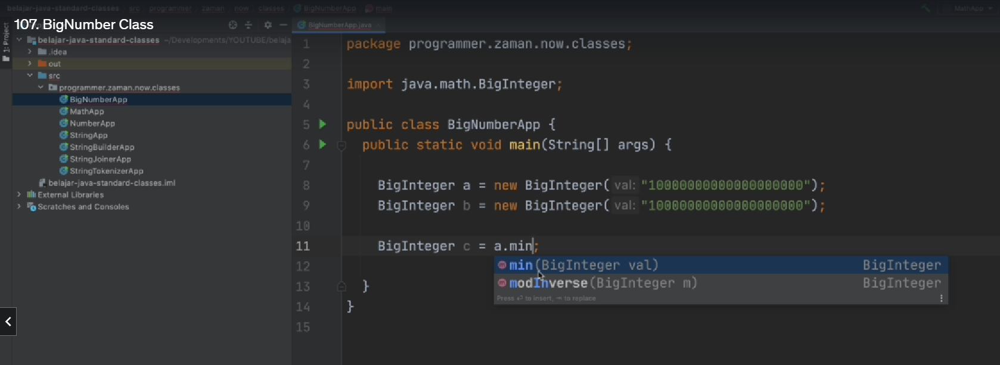 belajar-java-standard-classes src programmer zaman now classes BigNumberApp main MathApp
107. BigNumber Class
BigNumberApp.java
1: Project
belajar-java-standard-classes ~/Developments/YOUTUBE/belaja
.idea
out
src
programmer.zaman.now.classes
BigNumberApp
MathApp
NumberApp
StringApp
StringBuilderApp
StringJoinerApp
StringTokenizerApp
belajar-java-standard-classes.iml
External Libraries
Scratches and Consoles
1 package programmer.zaman.now.classes;
2
3 import java.math.BigInteger;
4
5 public class BigNumberApp {
6 public static void main(String[] args) {
7
8 BigInteger a = new BigInteger( val: "10000000000000000000");
9 BigInteger b = new BigInteger( val: "10000000000000000000");
10
11 BigInteger c = a.min;
12
13 }
14 }
15
min(BigInteger val) BigInteger
modInverse(BigInteger m) BigInteger
Press ⏎ to insert, ⇥ to replace